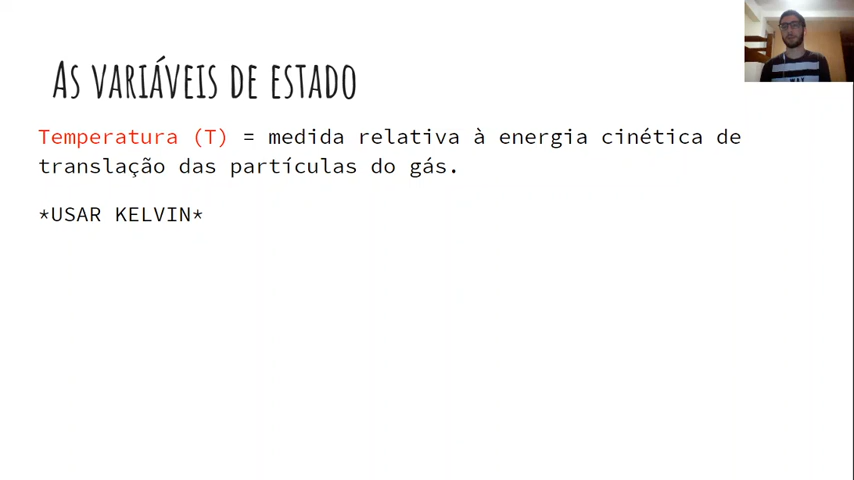 As variáveis de estado
Temperatura (T) = medida relativa à energia cinética de
translação das partículas do gás.
*USAR KELVIN*